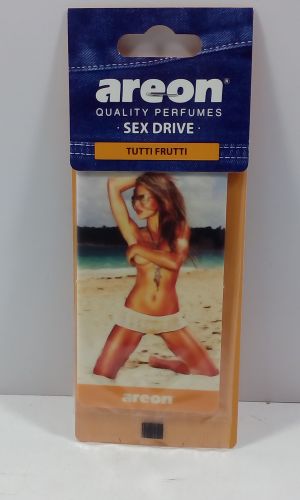 areon®
QUALITY PERFUMES
· SEX DRIVE ·
TUTTI FRUTTI
areon